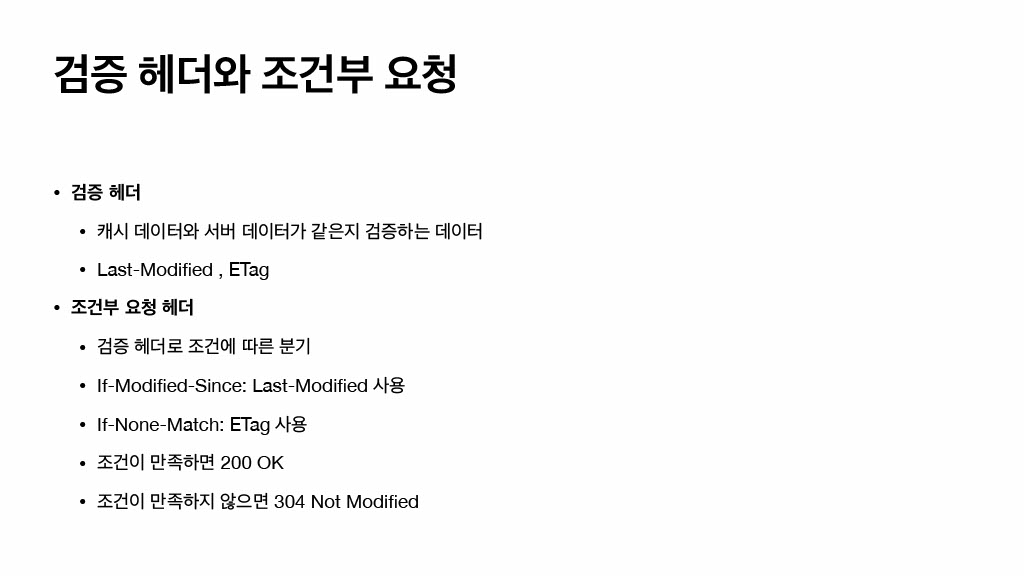 검증 헤더와 조건부 요청
• 검증 헤더
• 캐시 데이터와 서버 데이터가 같은지 검증하는 데이터
• Last-Modified , ETag
• 조건부 요청 헤더
• 검증 헤더로 조건에 따른 분기
• If-Modified-Since: Last-Modified 사용
• If-None-Match: ETag 사용
• 조건이 만족하면 200 OK
• 조건이 만족하지 않으면 304 Not Modified